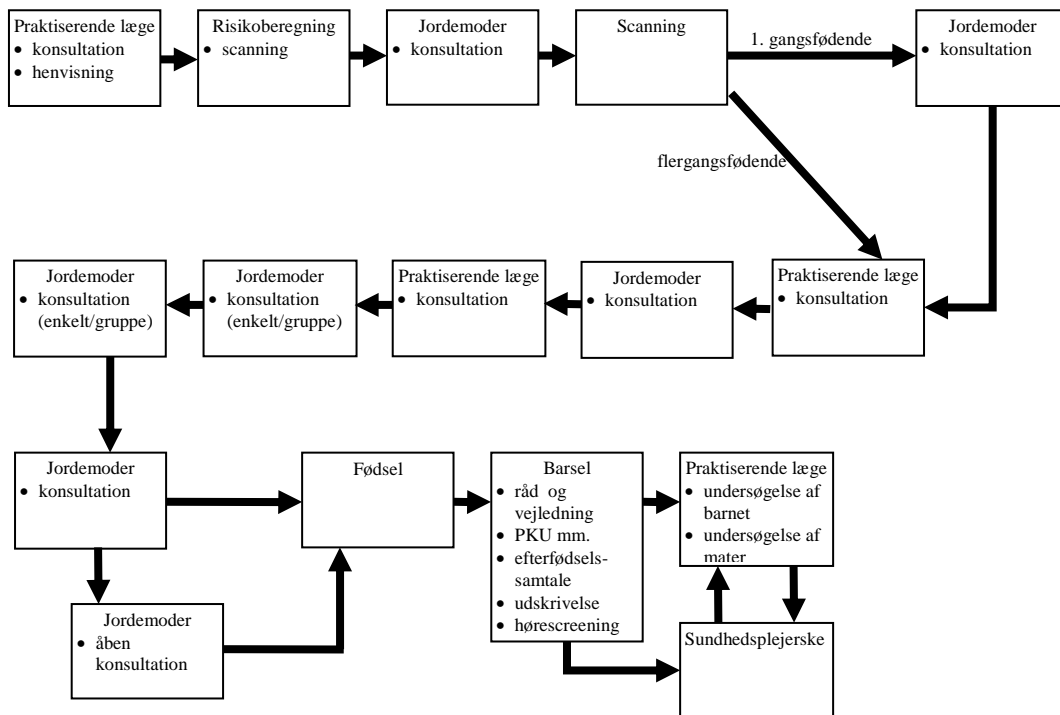 Praktiserende læge
• konsultation
• henvisning
Risikoberegning
• scanning
Jordemoder
• konsultation
Scanning
1. gangsfødende
Jordemoder
• konsultation
flergangsfødende
Jordemoder
• konsultation
(enkelt/gruppe)
Jordemoder
• konsultation
(enkelt/gruppe)
Praktiserende læge
• konsultation
Jordemoder
• konsultation
Praktiserende læge
• konsultation
Jordemoder
• konsultation
Fødsel
Barsel
• råd og
vejledning
• PKU mm.
• efterfødsels-
samtale
• udskrivelse
• hørescreening
Praktiserende læge
• undersøgelse af
barnet
• undersøgelse af
mater
Jordemoder
• åben
konsultation
Sundhedsplejerske